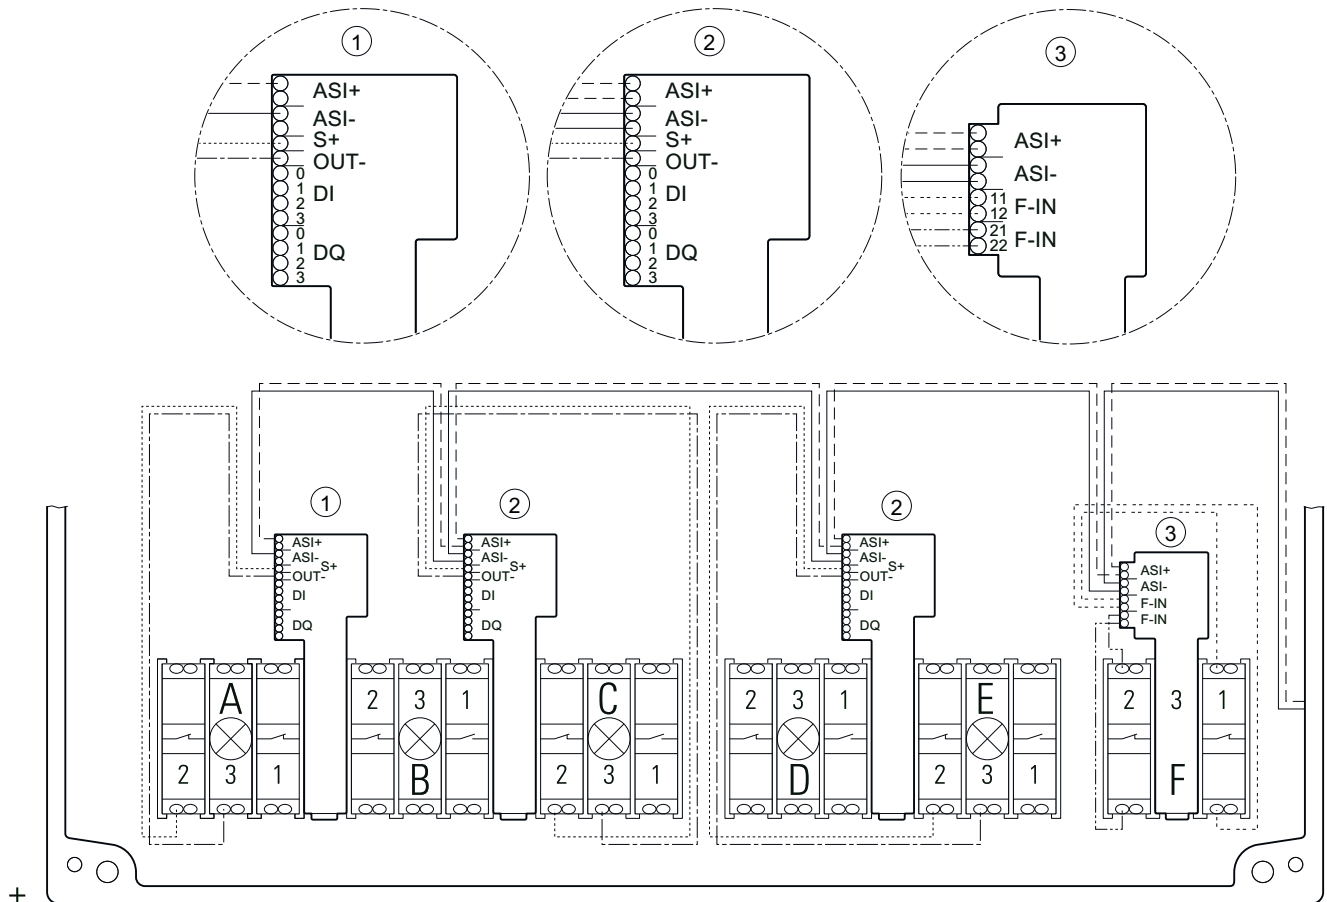 1
ASI+
ASI-
S+
OUT-
0
1 DI
2
3
0
1 DQ
2
3
2
ASI+
ASI-
S+
OUT-
0
1 DI
2
3
0
1 DQ
2
3
3
ASI+
ASI-
11 F-IN
12
21 F-IN
22
1
ASI+
ASI-
S+
OUT-
DI
DQ
2
ASI+
ASI-
S+
OUT-
DI
DQ
2
ASI+
ASI-
S+
OUT-
DI
DQ
3
ASI+
ASI-
F-IN
F-IN
A
2 3 1
2 3 1
B
C
2 3 1
2 3 1
D
E
2 3 1
2 3 1
F
+